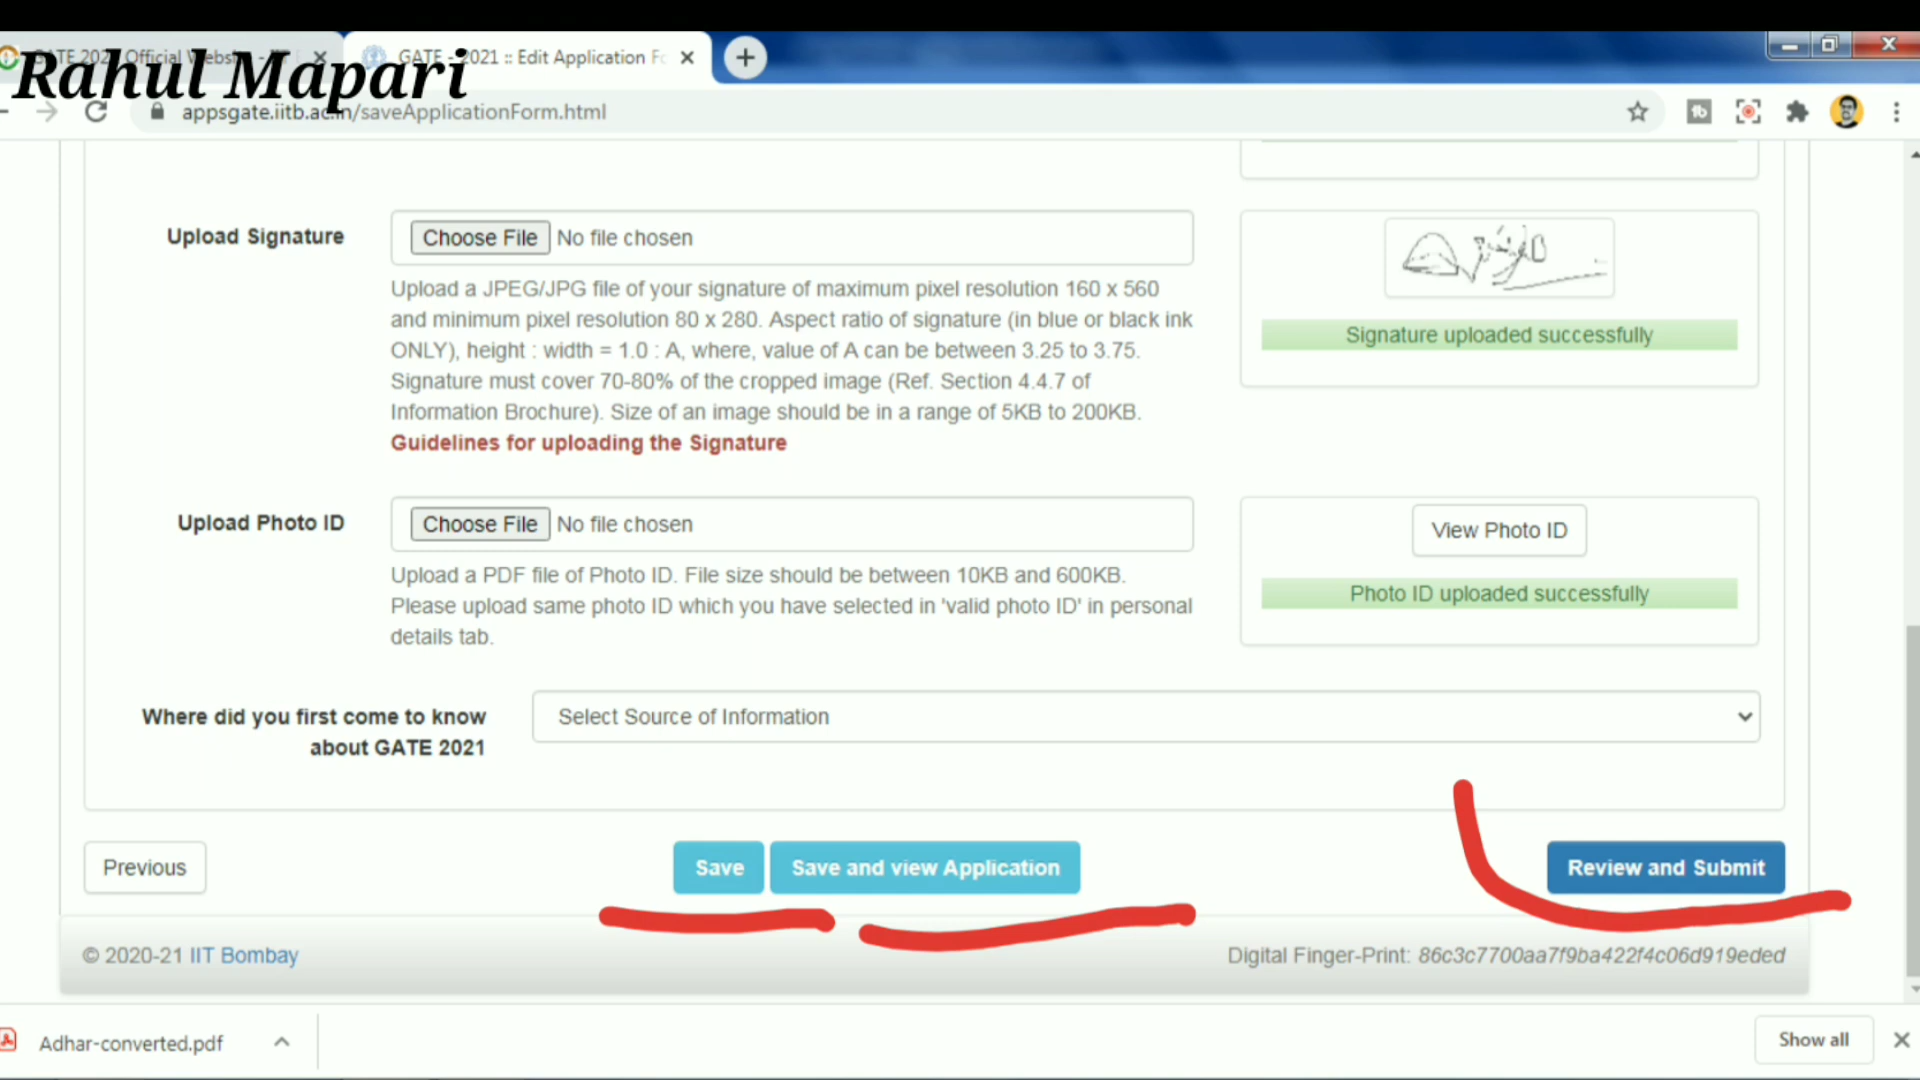 GATE 202 Official Website - IIT
GATE - 2021 :: Edit Application Fo
Rahul Mapari
appsgate.iitb.ac.in/saveApplicationForm.html
Upload Signature
Choose File No file chosen
Upload a JPEG/JPG file of your signature of maximum pixel resolution 160 x 560
and minimum pixel resolution 80 x 280. Aspect ratio of signature (in blue or black ink
ONLY), height : width = 1.0 : A, where, value of A can be between 3.25 to 3.75.
Signature must cover 70-80% of the cropped image (Ref. Section 4.4.7 of
Information Brochure). Size of an image should be in a range of 5KB to 200KB.
Guidelines for uploading the Signature
Signature uploaded successfully
Upload Photo ID
Choose File No file chosen
Upload a PDF file of Photo ID. File size should be between 10KB and 600KB.
Please upload same photo ID which you have selected in 'valid photo ID' in personal
details tab.
View Photo ID
Photo ID uploaded successfully
Where did you first come to know
about GATE 2021
Select Source of Information
Previous
Save
Save and view Application
Review and Submit
© 2020-21 IIT Bombay
Digital Finger-Print: 86c3c7700aa7f9ba422f4c06d919eded
Adhar-converted.pdf
Show all